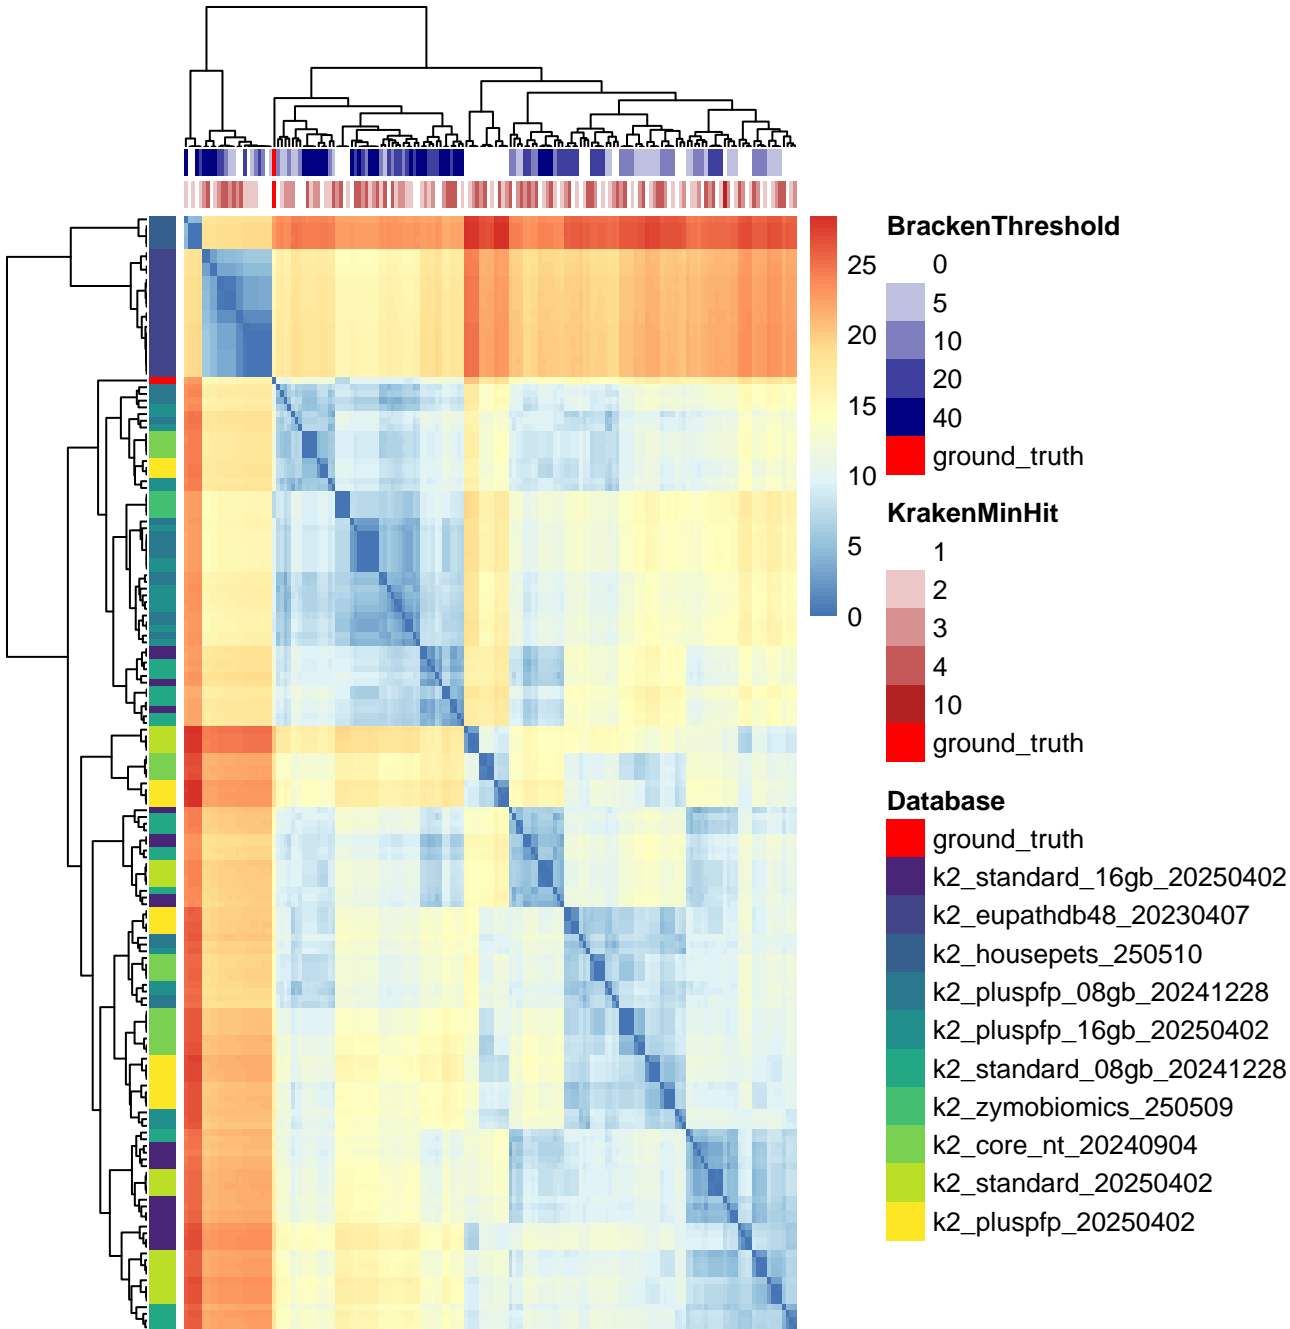 25
20
15
10
5
0
BrackenThreshold
0
5
10
20
40
ground_truth
KrakenMinHit
1
2
3
4
10
ground_truth
Database
ground_truth
k2_standard_16gb_20250402
k2_eupathdb48_20230407
k2_housepets_250510
k2_pluspfp_08gb_20241228
k2_pluspfp_16gb_20250402
k2_standard_08gb_20241228
k2_zymobiomics_250509
k2_core_nt_20240904
k2_standard_20250402
k2_pluspfp_20250402